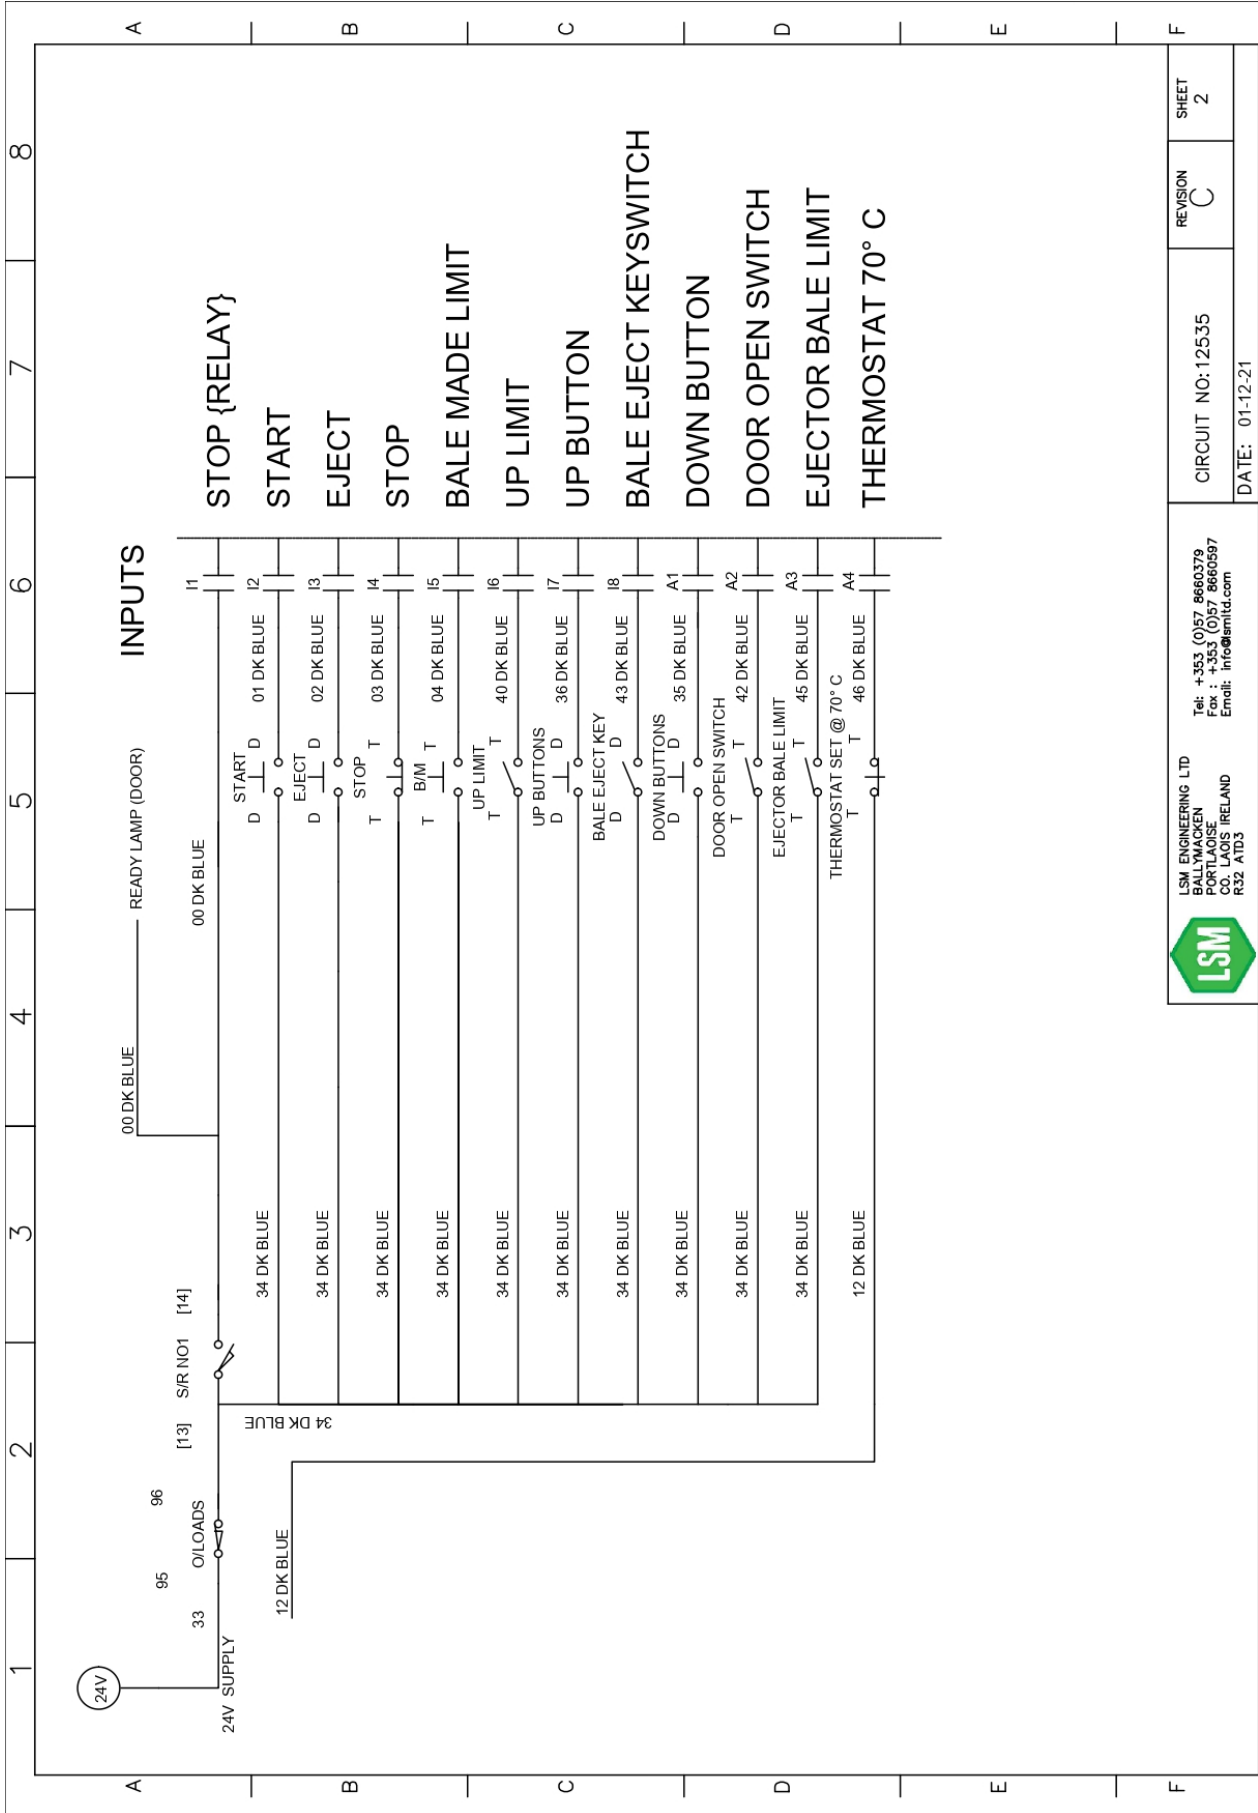 1 2 3 4 5 6 7 8
A A
B B
C C
D D
E E
F F
24V
24V SUPPLY
33
95
O/LOADS
96
[13]
S/R NO1
[14]
00 DK BLUE
READY LAMP (DOOR)
00 DK BLUE
INPUTS
I1
STOP {RELAY}
34 DK BLUE
12 DK BLUE
34 DK BLUE
START
D D
01 DK BLUE
I2
START
34 DK BLUE
EJECT
D D
02 DK BLUE
I3
EJECT
34 DK BLUE
STOP
T T
03 DK BLUE
I4
STOP
34 DK BLUE
B/M
T T
04 DK BLUE
I5
BALE MADE LIMIT
34 DK BLUE
UP LIMIT
T T
40 DK BLUE
I6
UP LIMIT
34 DK BLUE
UP BUTTONS
D D
36 DK BLUE
I7
UP BUTTON
34 DK BLUE
BALE EJECT KEY
D D
43 DK BLUE
I8
BALE EJECT KEYSWITCH
34 DK BLUE
DOWN BUTTONS
D D
35 DK BLUE
A1
DOWN BUTTON
34 DK BLUE
DOOR OPEN SWITCH
T T
42 DK BLUE
A2
DOOR OPEN SWITCH
34 DK BLUE
EJECTOR BALE LIMIT
T T
45 DK BLUE
A3
EJECTOR BALE LIMIT
12 DK BLUE
THERMOSTAT SET @ 70° C
T
46 DK BLUE
A4
THERMOSTAT 70° C
LSM
LSM ENGINEERING LTD
BALLYMACKEN
PORTLAOISE
CO. LAOIS IRELAND
R32 ATD3
Tel: +353 (0)57 8660379
Fax : +353 (0)57 8660597
Email: info@lsmltd.com
CIRCUIT NO: 12535
REVISION
C
SHEET
2
DATE: 01-12-21